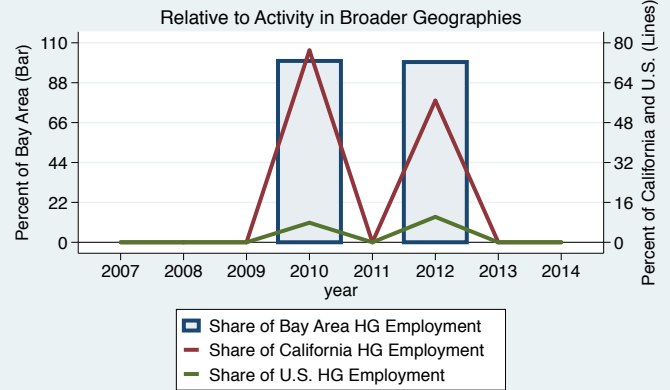 Relative to Activity in Broader Geographies
Percent of Bay Area (Bar)
110
88
66
44
22
0
80
64
48
32
16
0
Percent of California and U.S. (Lines)
2007 2008 2009 2010 2011 2012 2013 2014
year
Share of Bay Area HG Employment
Share of California HG Employment
Share of U.S. HG Employment